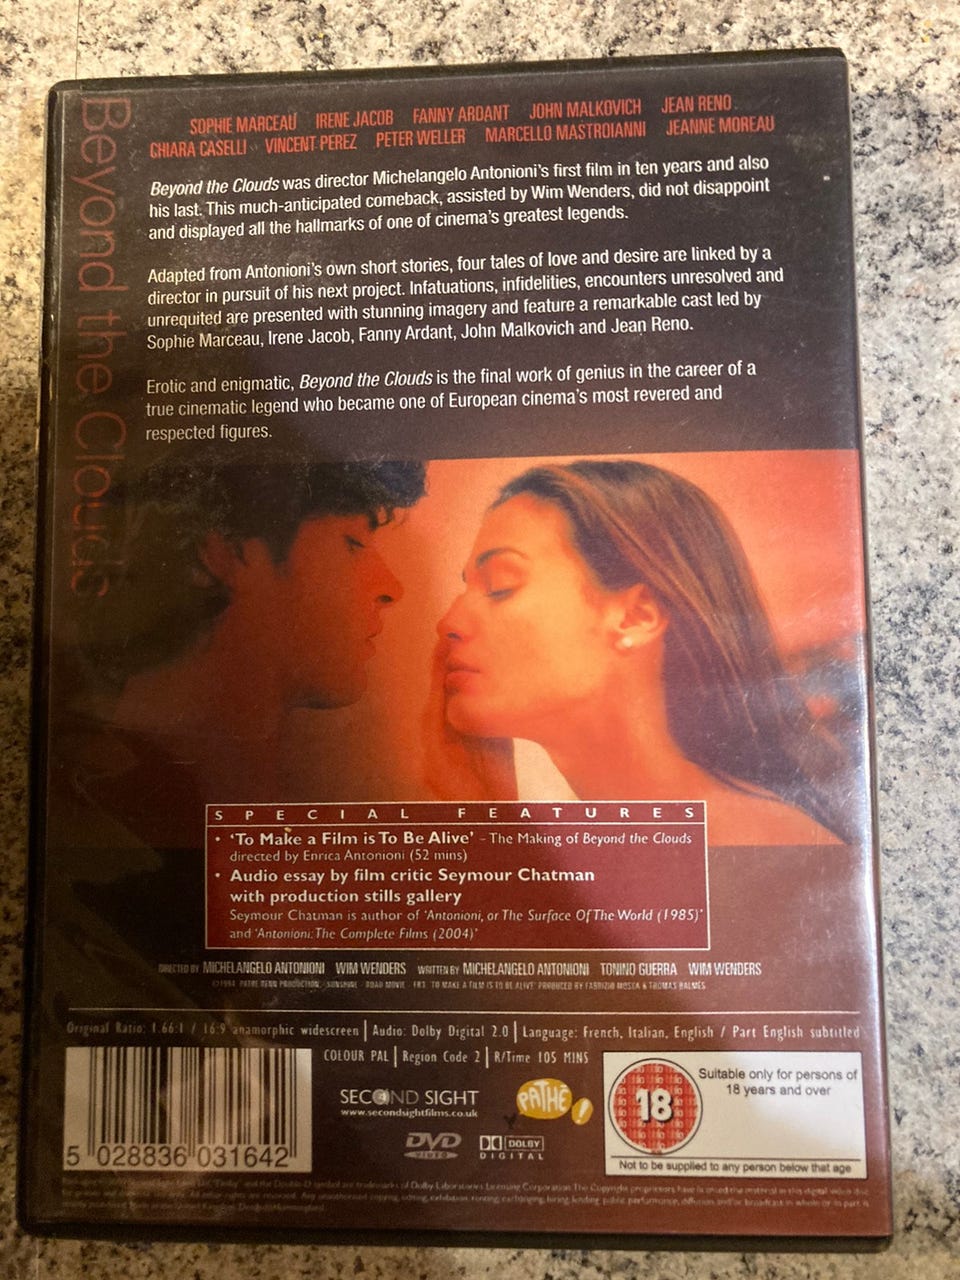 Beyond the Clouds
SOPHIE MARCEAU IRENE JACOB FANNY ARDANT JOHN MALKOVICH JEAN RENO
CHIARA CASELLI VINCENT PEREZ PETER WELLER MARCELLO MASTROIANNI JEANNE MOREAU
Beyond the Clouds was director Michelangelo Antonioni's first film in ten years and also
his last. This much-anticipated comeback, assisted by Wim Wenders, did not disappoint
and displayed all the hallmarks of one of cinema's greatest legends.
Adapted from Antonioni's own short stories, four tales of love and desire are linked by a
director in pursuit of his next project. Infatuations, infidelities, encounters unresolved and
unrequited are presented with stunning imagery and feature a remarkable cast led by
Sophie Marceau, Irene Jacob, Fanny Ardant, John Malkovich and Jean Reno.
Erotic and enigmatic, Beyond the Clouds is the final work of genius in the career of a
true cinematic legend who became one of European cinema's most revered and
respected figures.
SPECIAL FEATURES
• 'To Make a Film is To Be Alive' – The Making of Beyond the Clouds
directed by Enrica Antonioni (52 mins)
• Audio essay by film critic Seymour Chatman
with production stills gallery
Seymour Chatman is author of 'Antonioni, or The Surface Of The World (1985)'
and 'Antonioni: The Complete Films (2004)'
DIRECTED BY MICHELANGELO ANTONIONI WIM WENDERS WRITTEN BY MICHELANGELO ANTONIONI TONINO GUERRA WIM WENDERS
'TO MAKE A FILM IS TO BE ALIVE' PRODUCED BY FABRIZIO MOSCA & THOMAS BALMES
Original Ratio: 1.66:1 / 16:9 anamorphic widescreen | Audio: Dolby Digital 2.0 | Language: French, Italian, English / Part English subtitled
COLOUR PAL | Region Code 2 | R/Time 105 MINS
SECOND SIGHT
www.secondsightfilms.co.uk
PATHÉ!
DVD VIDEO
DOLBY DIGITAL
18
Suitable only for persons of
18 years and over
Not to be supplied to any person below that age
5 028836 031642